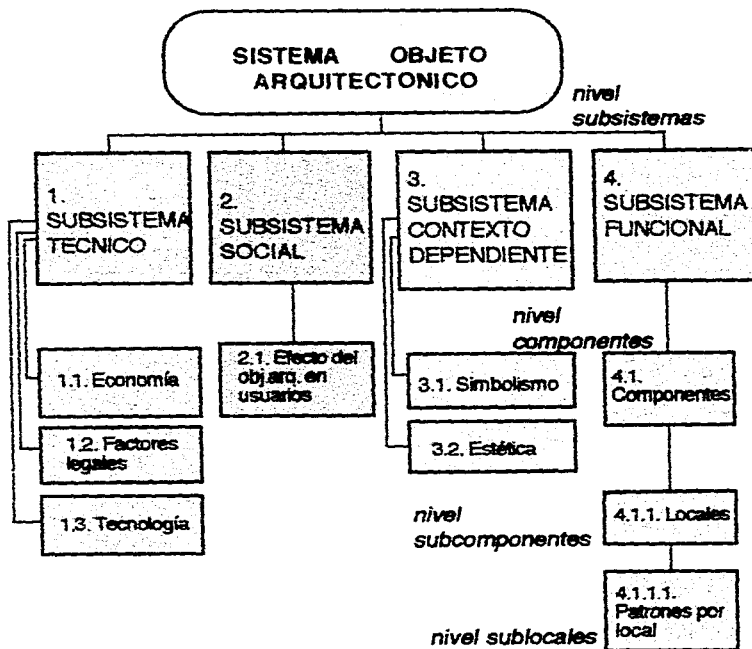 SISTEMA OBJETO
ARQUITECTONICO
nivel
subsistemas
1.
SUBSISTEMA
TECNICO
2.
SUBSISTEMA
SOCIAL
3.
SUBSISTEMA
CONTEXTO
DEPENDIENTE
4.
SUBSISTEMA
FUNCIONAL
nivel
componentes
1.1. Economía
1.2. Factores
legales
1.3. Tecnología
2.1. Efecto del
obj.arq. en
usuarios
3.1. Simbolismo
3.2. Estética
4.1.
Componentes
nivel
subcomponentes
4.1.1. Locales
nivel sublocales
4.1.1.1.
Patrones por
local